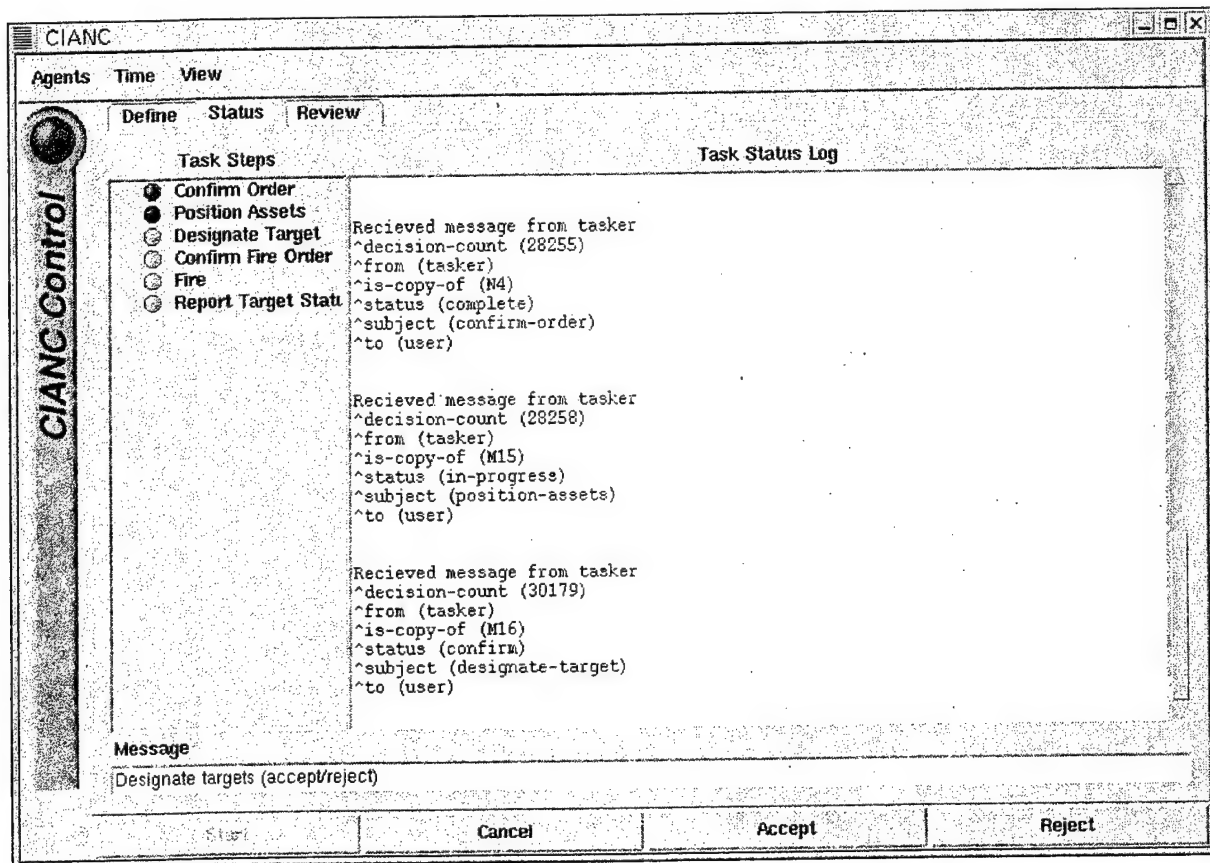 CIANC
Agents Time View
Define Status Review
CIANC Control
Task Steps
Confirm Order
Position Assets
Designate Target
Confirm Fire Order
Fire
Report Target Statu
Task Status Log
Recieved message from tasker
^decision-count (28255)
^from (tasker)
^is-copy-of (N4)
^status (complete)
^subject (confirm-order)
^to (user)
Recieved message from tasker
^decision-count (28258)
^from (tasker)
^is-copy-of (M15)
^status (in-progress)
^subject (position-assets)
^to (user)
Recieved message from tasker
^decision-count (30179)
^from (tasker)
^is-copy-of (M16)
^status (confirm)
^subject (designate-target)
^to (user)
Message
Designate targets (accept/reject)
Start Cancel Accept Reject